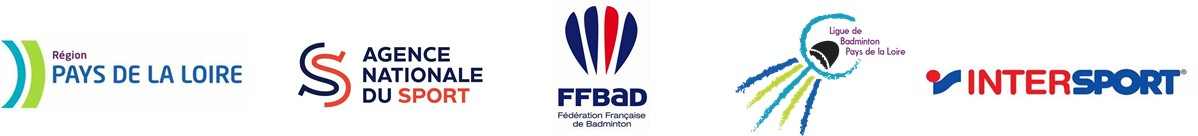 Région
PAYS DE LA LOIRE
AGENCE
NATIONALE
DU SPORT
FFBaD
Fédération Française
de Badminton
Ligue de
Badminton
Pays de la Loire
INTERSPORT®